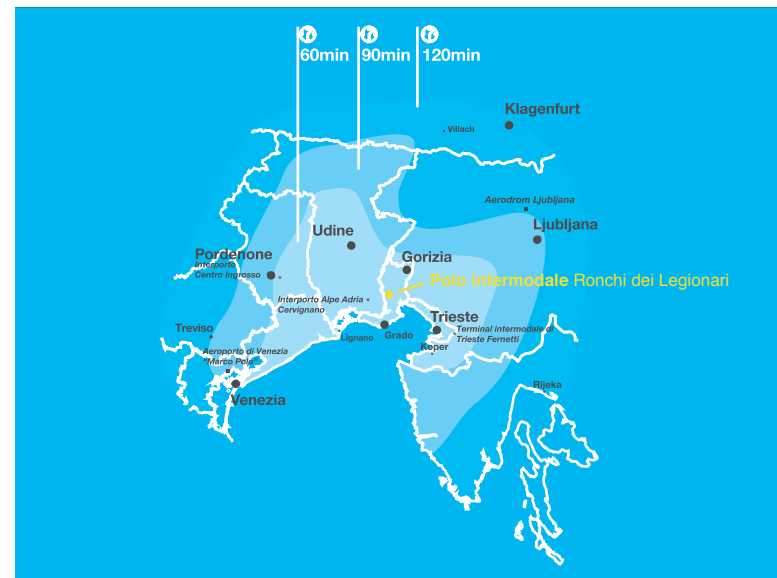 60min
90min
120min
Klagenfurt
Villach
Aerodrom Ljubljana
Ljubljana
Udine
Pordenone
Interporto
Centro Ingrosso
Gorizia
Polo intermodale Ronchi dei Legionari
Interporto Alpe Adria
Cervignano
Trieste
Terminal intermodale di
Trieste Fernetti
Treviso
Lignano
Grado
Koper
Aeroporto di Venezia
"Marco Polo"
Rijeka
Venezia